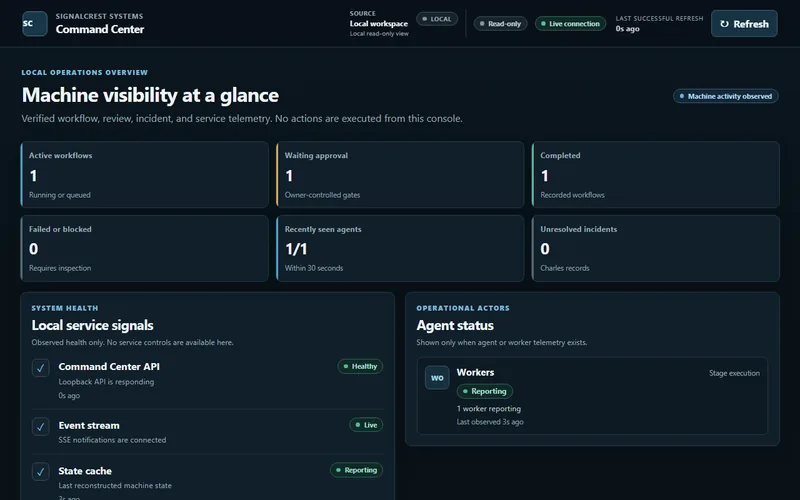 SC
SIGNALCREST SYSTEMS
Command Center
SOURCE
Local workspace
Local read-only view
LOCAL
Read-only
Live connection
LAST SUCCESSFUL REFRESH
0s ago
↻ Refresh
LOCAL OPERATIONS OVERVIEW
Machine visibility at a glance
Verified workflow, review, incident, and service telemetry. No actions are executed from this console.
Machine activity observed
Active workflows
1
Running or queued
Waiting approval
1
Owner-controlled gates
Completed
1
Recorded workflows
Failed or blocked
0
Requires inspection
Recently seen agents
1/1
Within 30 seconds
Unresolved incidents
0
Charles records
SYSTEM HEALTH
Local service signals
Observed health only. No service controls are available here.
✓ Command Center API
Healthy
Loopback API is responding
0s ago
✓ Event stream
Live
SSE notifications are connected
✓ State cache
Reporting
Last reconstructed machine state
3s ago
OPERATIONAL ACTORS
Agent status
Shown only when agent or worker telemetry exists.
WO
Workers
Stage execution
Reporting
1 worker reporting
Last observed 3s ago